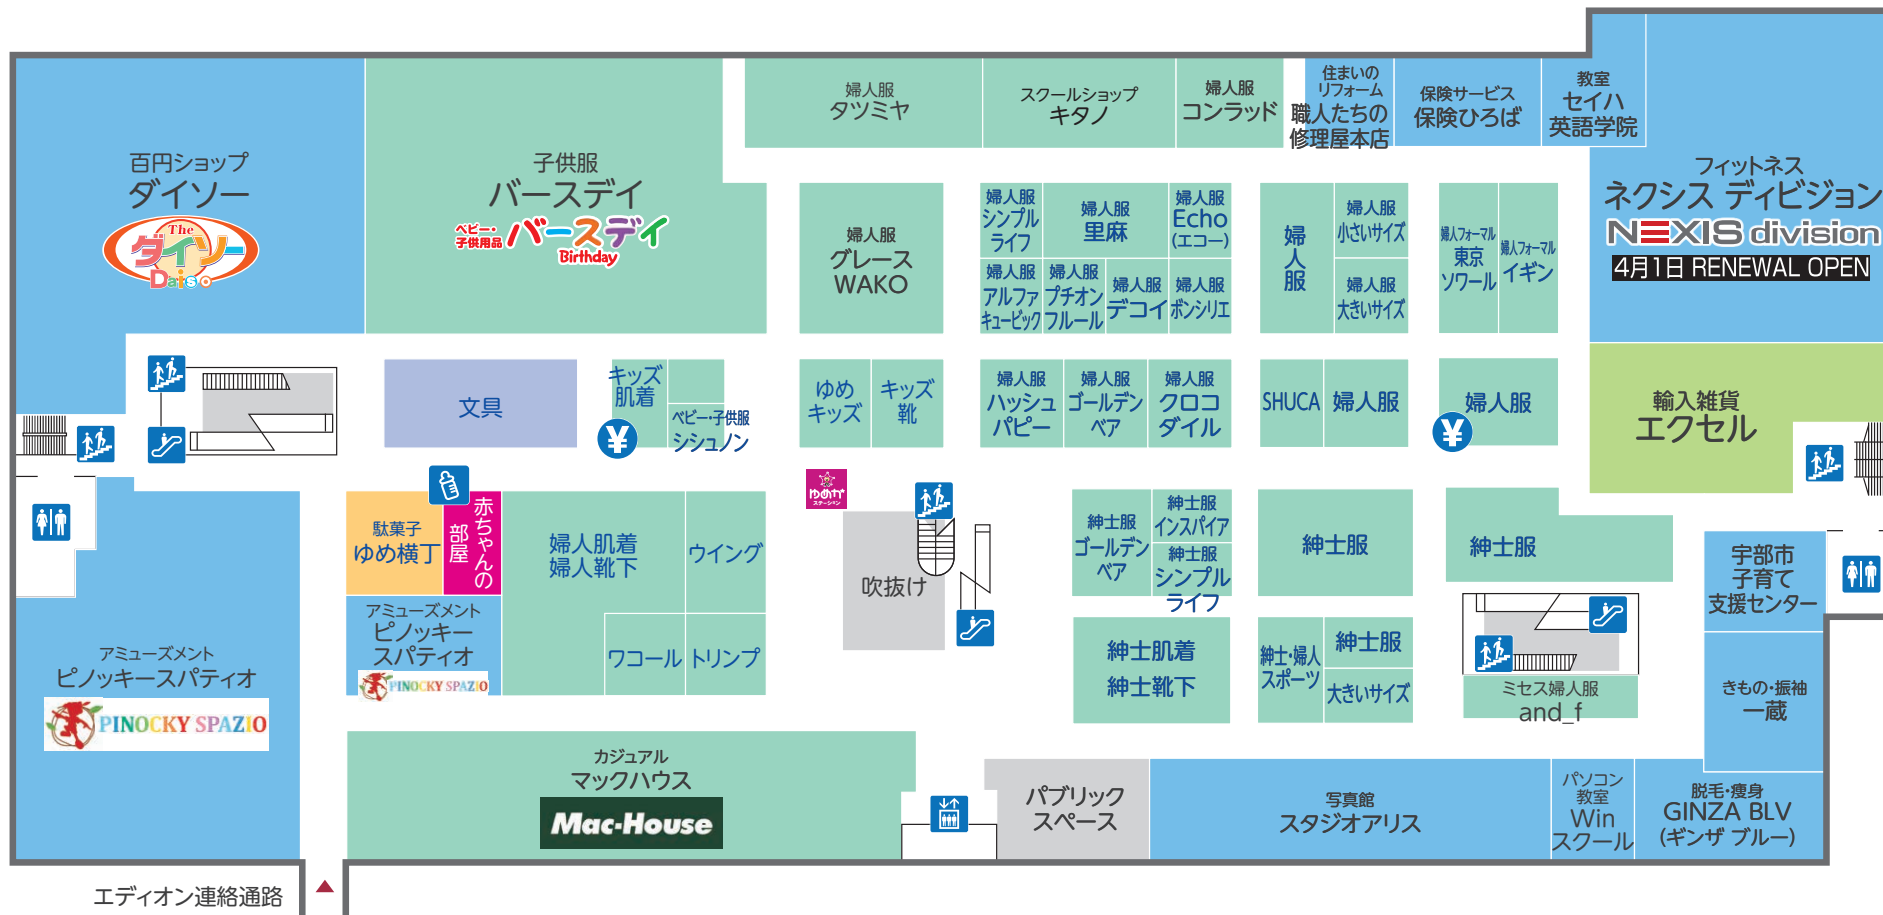 百円ショップ
ダイソー
The
ダイソー
Daiso
子供服
バースデイ
ベビー・
子供用品
バースデイ
Birthday
婦人服
タツミヤ
スクールショップ
キタノ
婦人服
コンラッド
住まいの
リフォーム
職人たちの
修理屋本店
保険サービス
保険ひろば
教室
セイハ
英語学院
フィットネス
ネクシス ディビジョン
NEXIS division
4月1日 RENEWAL OPEN
婦人服
グレース
WAKO
婦人服
シンプル
ライフ
婦人服
里麻
婦人服
Echo
(エコー)
婦人服
アルファ
キュービック
婦人服
プチオン
フルール
婦人服
デコイ
婦人服
ボンシリエ
婦人服
婦人服
小さいサイズ
婦人服
大きいサイズ
婦人フォーマル
東京
ソワール
婦人フォーマル
イギン
文具
キッズ
肌着
ベビー・子供服
シシュノン
¥
ゆめ
キッズ
キッズ
靴
婦人服
ハッシュ
パピー
婦人服
ゴールデン
ベア
婦人服
クロコ
ダイル
SHUCA
婦人服
婦人服
¥
輸入雑貨
エクセル
駄菓子
ゆめ横丁
赤ちゃんの
部屋
婦人肌着
婦人靴下
ウイング
ワコール
トリンプ
ゆめか
ステーション
吹抜け
紳士服
ゴールデン
ベア
紳士服
インスパイア
紳士服
シンプル
ライフ
紳士服
紳士服
宇部市
子育て
支援センター
アミューズメント
ピノッキースパティオ
PINOCKY SPAZIO
アミューズメント
ピノッキー
スパティオ
PINOCKY SPAZIO
紳士肌着
紳士靴下
紳士・婦人
スポーツ
紳士服
大きいサイズ
ミセス婦人服
and_f
きもの・振袖
一蔵
カジュアル
マックハウス
Mac-House
パブリック
スペース
写真館
スタジオアリス
パソコン
教室
Win
スクール
脱毛・痩身
GINZA BLV
(ギンザ ブルー)
エディオン連絡通路